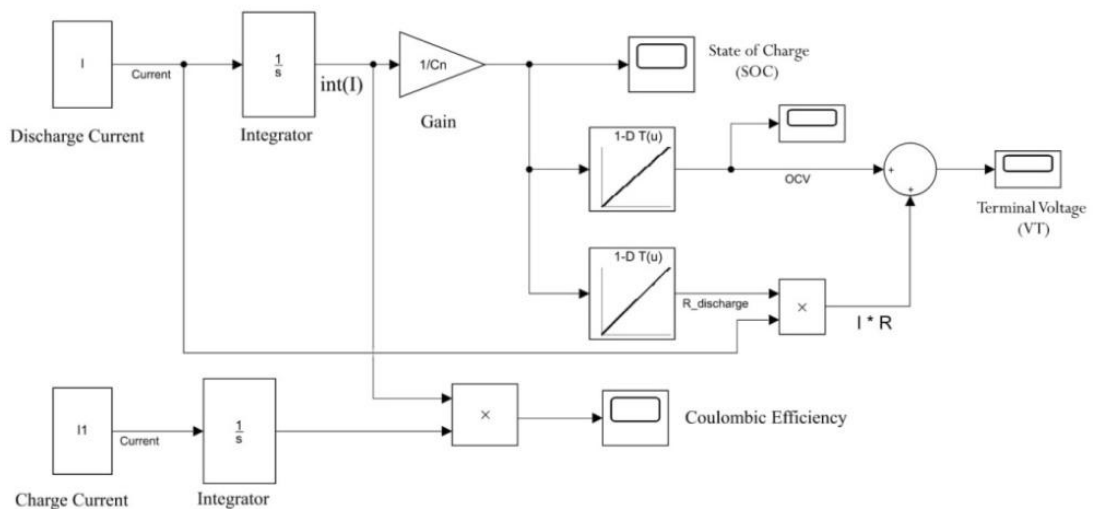 I
Current
Discharge Current
1
s
Integrator
int(I)
1/Cn
Gain
State of Charge
(SOC)
1-D T(u)
OCV
+
+
Terminal Voltage
(VT)
1-D T(u)
R_discharge
×
I * R
I1
Current
Charge Current
1
s
Integrator
×
Coulombic Efficiency